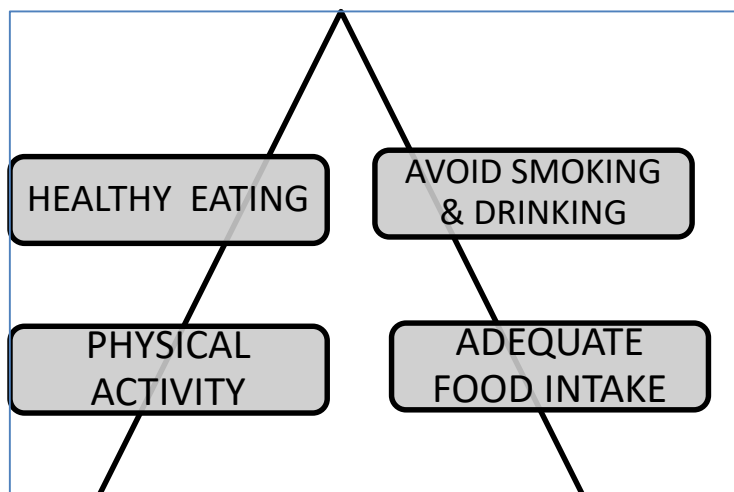 HEALTHY EATING
AVOID SMOKING
& DRINKING
PHYSICAL
ACTIVITY
ADEQUATE
FOOD INTAKE